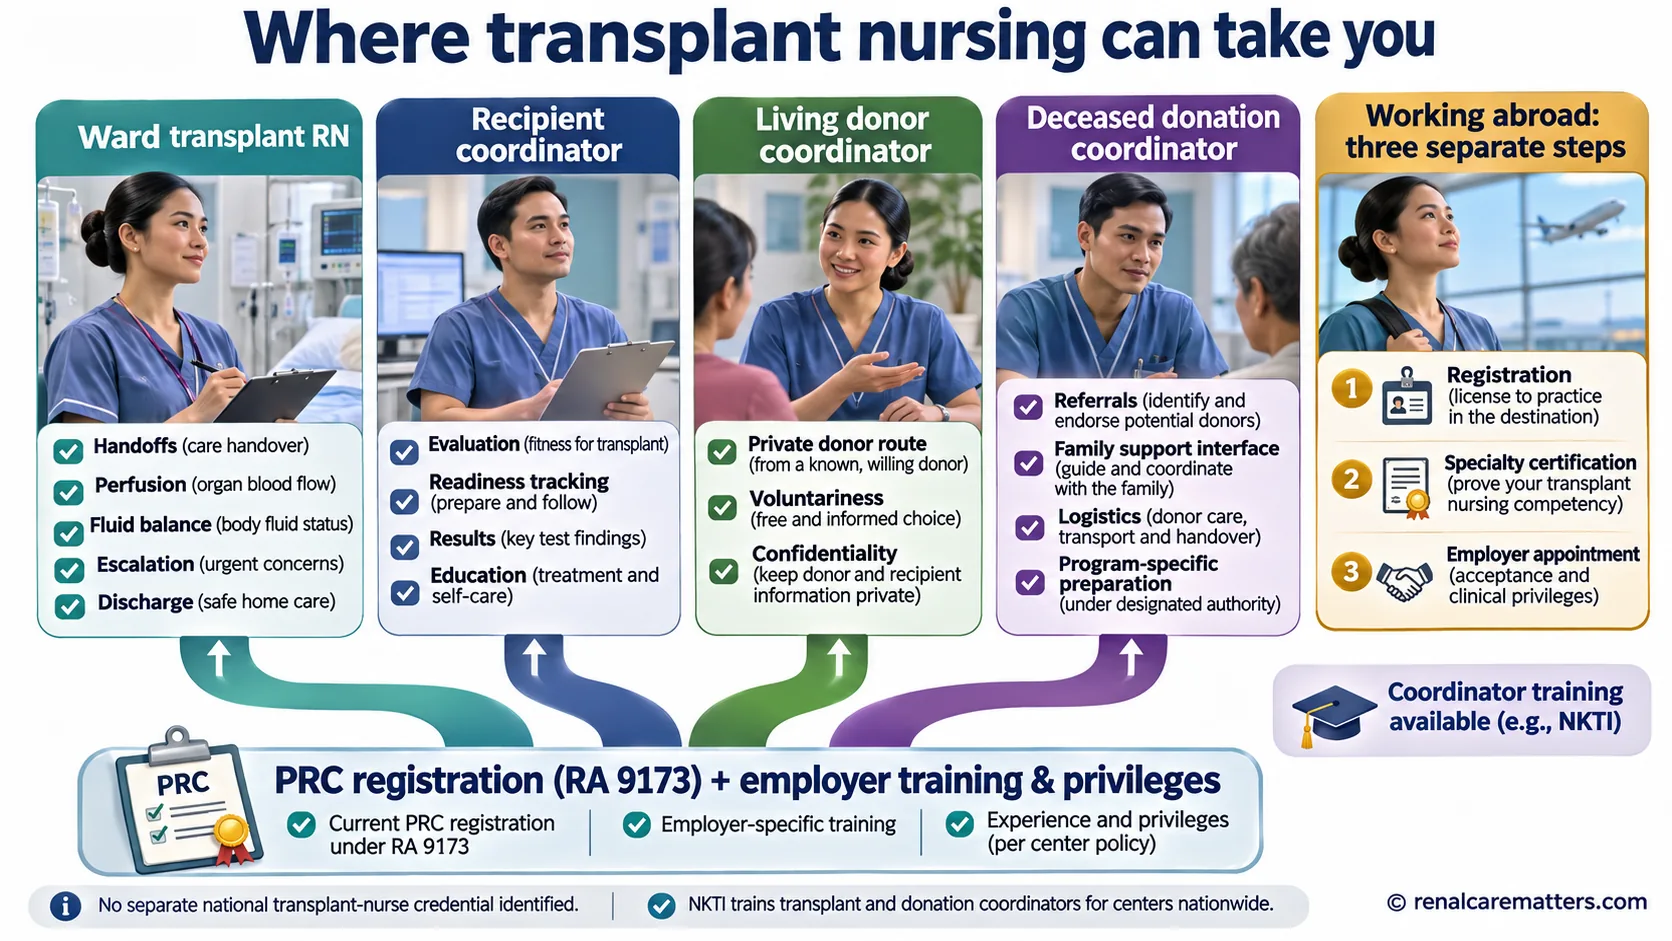 Where transplant nursing can take you
Ward transplant RN
Handoffs (care handover)
Perfusion (organ blood flow)
Fluid balance (body fluid status)
Escalation (urgent concerns)
Discharge (safe home care)
Recipient
coordinator
Evaluation (fitness for transplant)
Readiness tracking
(prepare and follow)
Results (key test findings)
Education (treatment and
self-care)
Living donor
coordinator
Private donor route
(from a known, willing donor)
Voluntariness
(free and informed choice)
Confidentiality
(keep donor and recipient
information private)
Deceased donation
coordinator
Referrals (identify and
endorse potential donors)
Family support interface
(guide and coordinate
with the family)
Logistics (donor care,
transport and handover)
Program-specific
preparation
(under designated authority)
Working abroad:
three separate steps
1
Registration
(license to practice
in the destination)
2
Specialty certification
(prove your transplant
nursing competency)
3
Employer appointment
(acceptance and
clinical privileges)
Coordinator training
available (e.g., NKTI)
PRC
PRC registration (RA 9173) + employer training & privileges
Current PRC registration
under RA 9173
Employer-specific training
Experience and privileges
(per center policy)
No separate national transplant-nurse credential identified.
NKTI trains transplant and donation coordinators for centers nationwide.
© renalcarematters.com